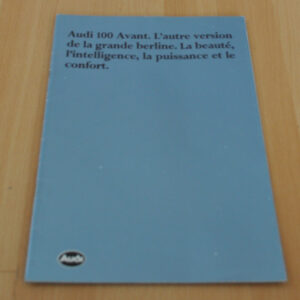 Audi 100 Avant. L'autre version
de la grande berline. La beauté,
l'intelligence, la puissance et le
confort.
Audi